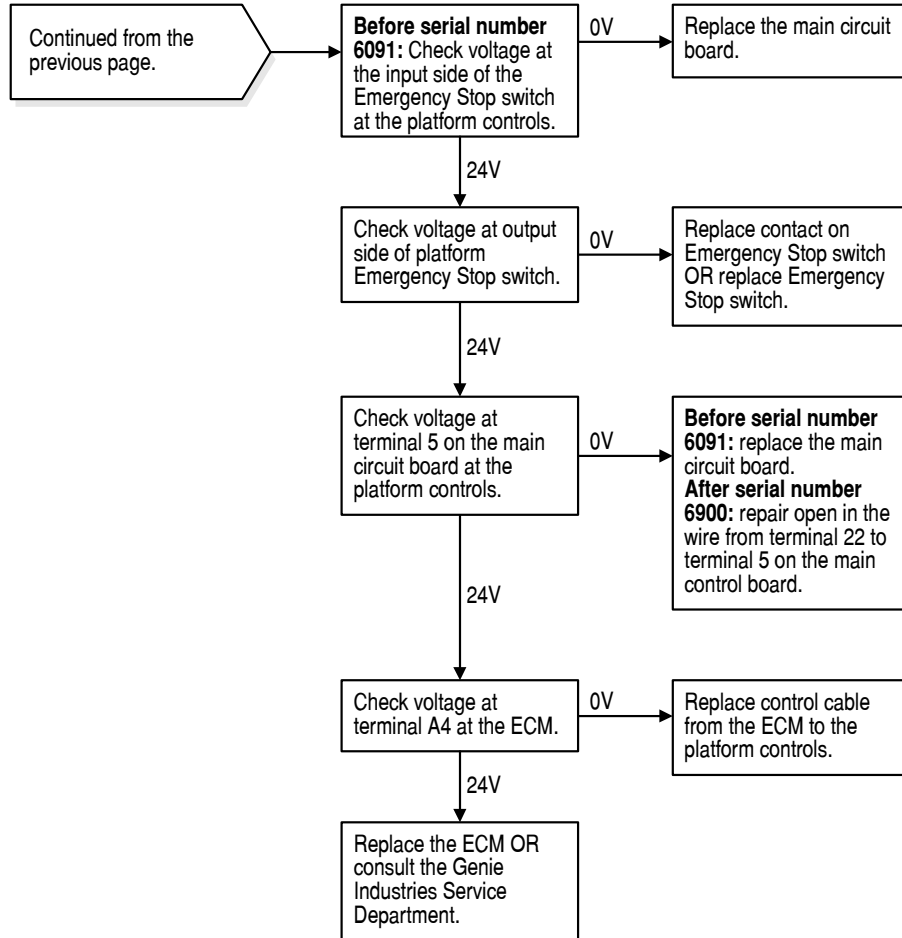 Continued from the
previous page.
Before serial number
6091: Check voltage at
the input side of the
Emergency Stop switch
at the platform controls.
0V
Replace the main circuit
board.
24V
Check voltage at output
side of platform
Emergency Stop switch.
0V
Replace contact on
Emergency Stop switch
OR replace Emergency
Stop switch.
24V
Check voltage at
terminal 5 on the main
circuit board at the
platform controls.
0V
Before serial number
6091: replace the main
circuit board.
After serial number
6900: repair open in the
wire from terminal 22 to
terminal 5 on the main
control board.
24V
Check voltage at
terminal A4 at the ECM.
0V
Replace control cable
from the ECM to the
platform controls.
24V
Replace the ECM OR
consult the Genie
Industries Service
Department.